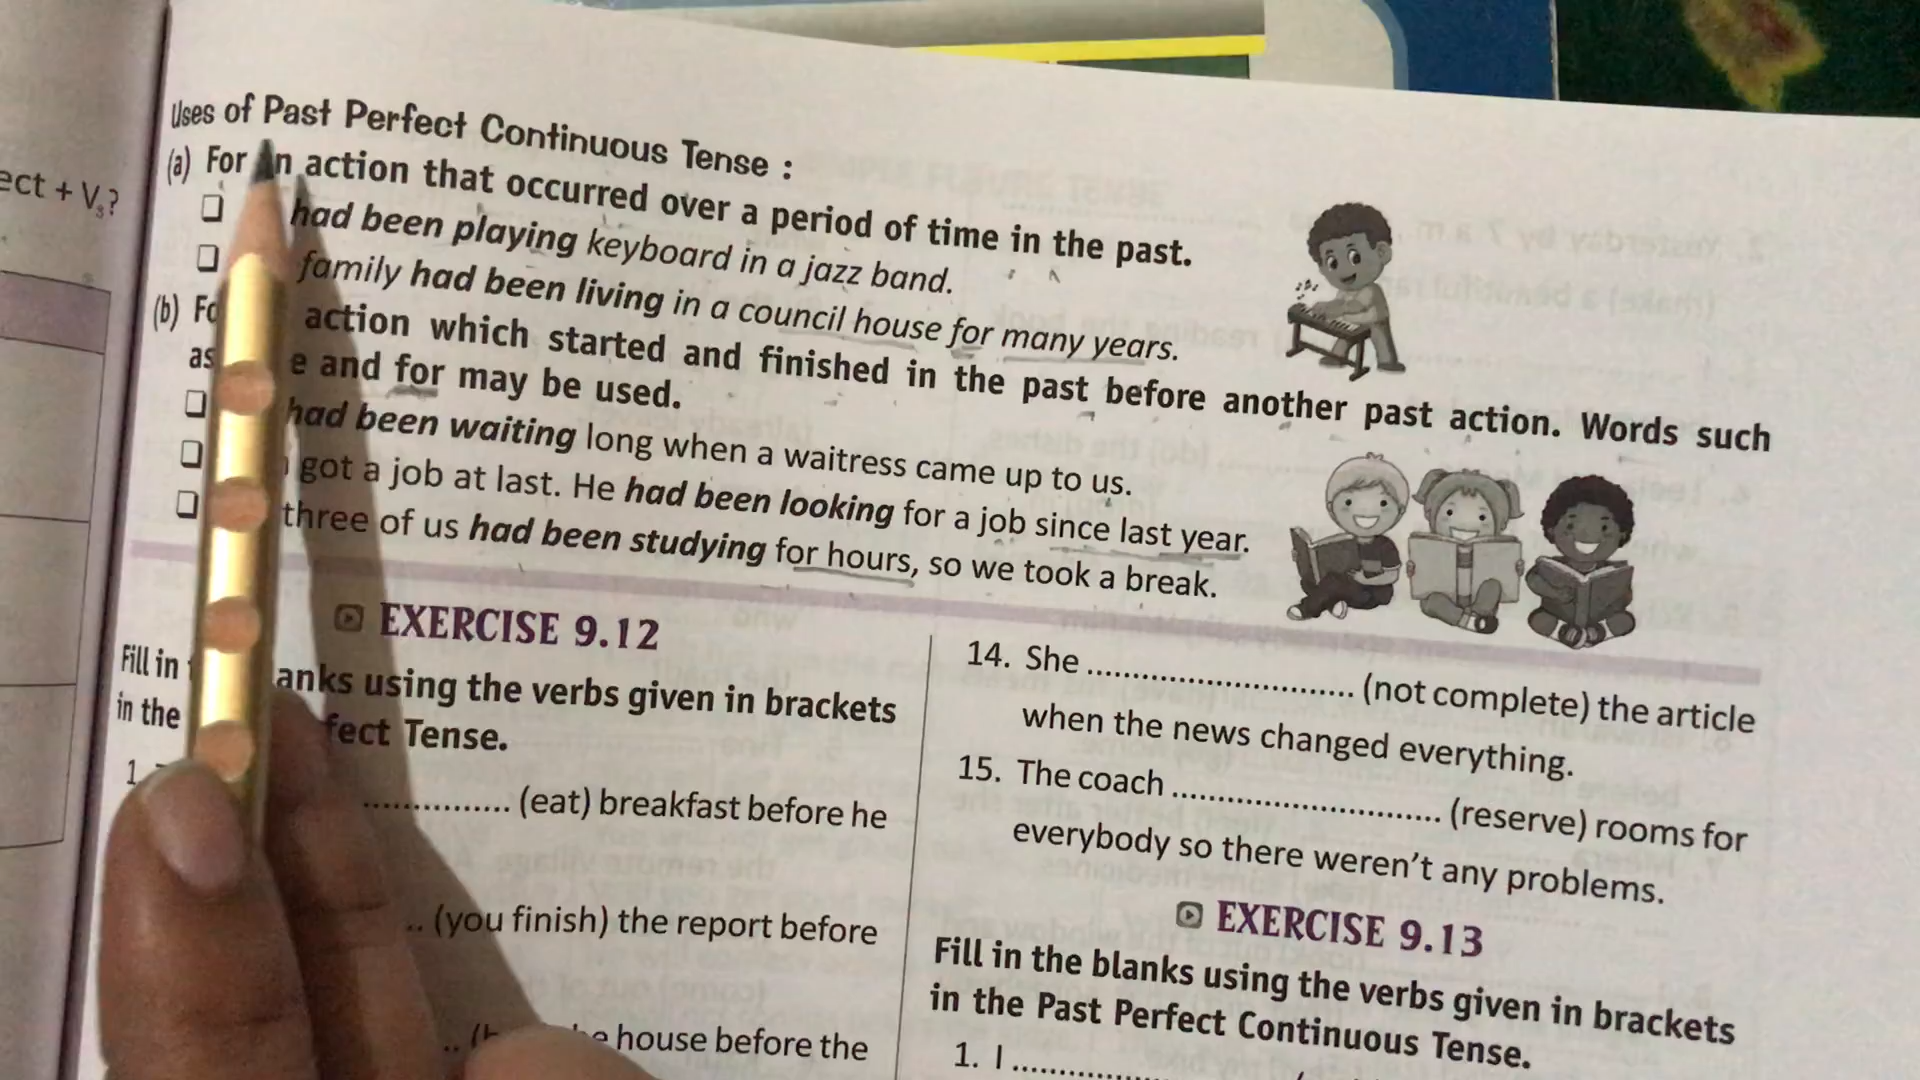 ect + V₃?
Uses of Past Perfect Continuous Tense :
(a) For an action that occurred over a period of time in the past.
❑ had been playing keyboard in a jazz band.
❑ family had been living in a council house for many years.
(b) action which started and finished in the past before another past action. Words such
as and for may be used.
❑ had been waiting long when a waitress came up to us.
❑ got a job at last. He had been looking for a job since last year.
❑ three of us had been studying for hours, so we took a break.
EXERCISE 9.12
Fill in using the verbs given in brackets
in the Tense.
1.
............... (eat) breakfast before he
.. (you finish) the report before
.. house before the
14. She ............................ (not complete) the article
when the news changed everything.
15. The coach ............................ (reserve) rooms for
everybody so there weren't any problems.
EXERCISE 9.13
Fill in the blanks using the verbs given in brackets
in the Past Perfect Continuous Tense.
1. I ................